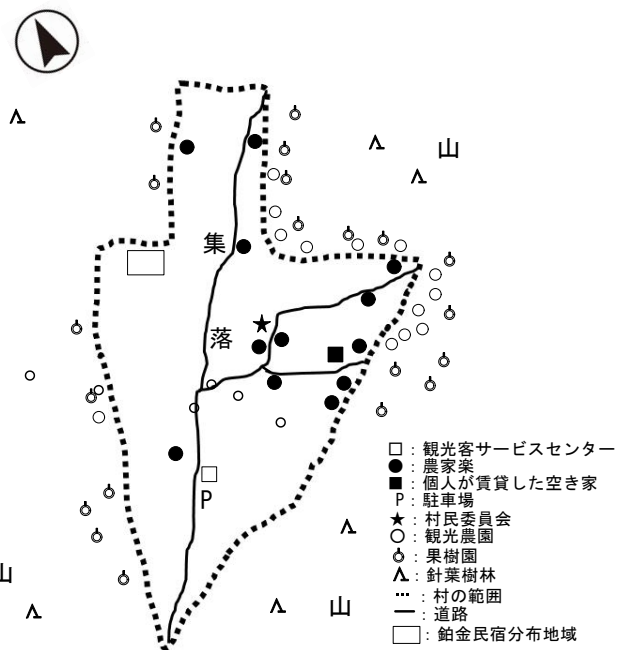 山
集
落
P
山
山
□：観光客サービスセンター
●：農家楽
■：個人が賃貸した空き家
P：駐車場
★：村民委員会
○：観光農園
：果樹園
：針葉樹林
：村の範囲
：道路
：鉑金民宿分布地域